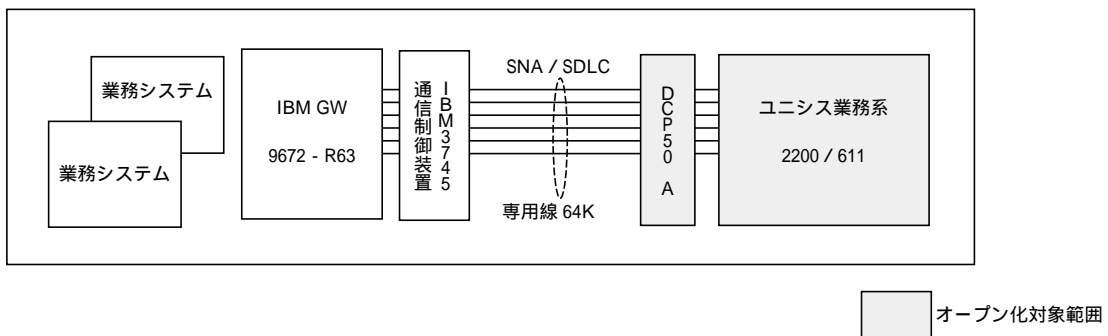 業務システム
業務システム
IBM GW
9672 - R63
通信制御装置
IBM3745
SNA / SDLC
専用線 64K
DCP50 A
ユニシス業務系
2200 / 611
オープン化対象範囲